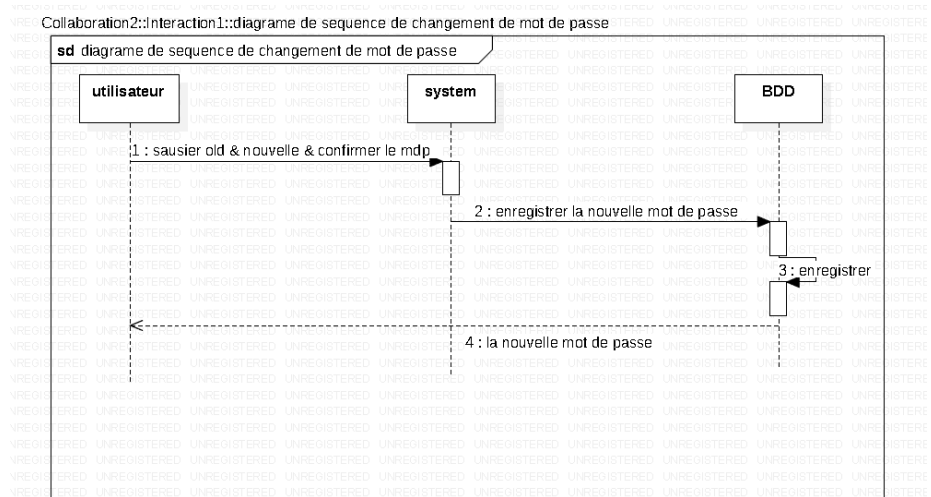 Collaboration2::Interaction1::diagrame de sequence de changement de mot de passe
sd diagrame de sequence de changement de mot de passe
utilisateur
system
BDD
1 : sausier old & nouvelle & confirmer le mdp
2 : enregistrer la nouvelle mot de passe
3 : enregistrer
4 : la nouvelle mot de passe